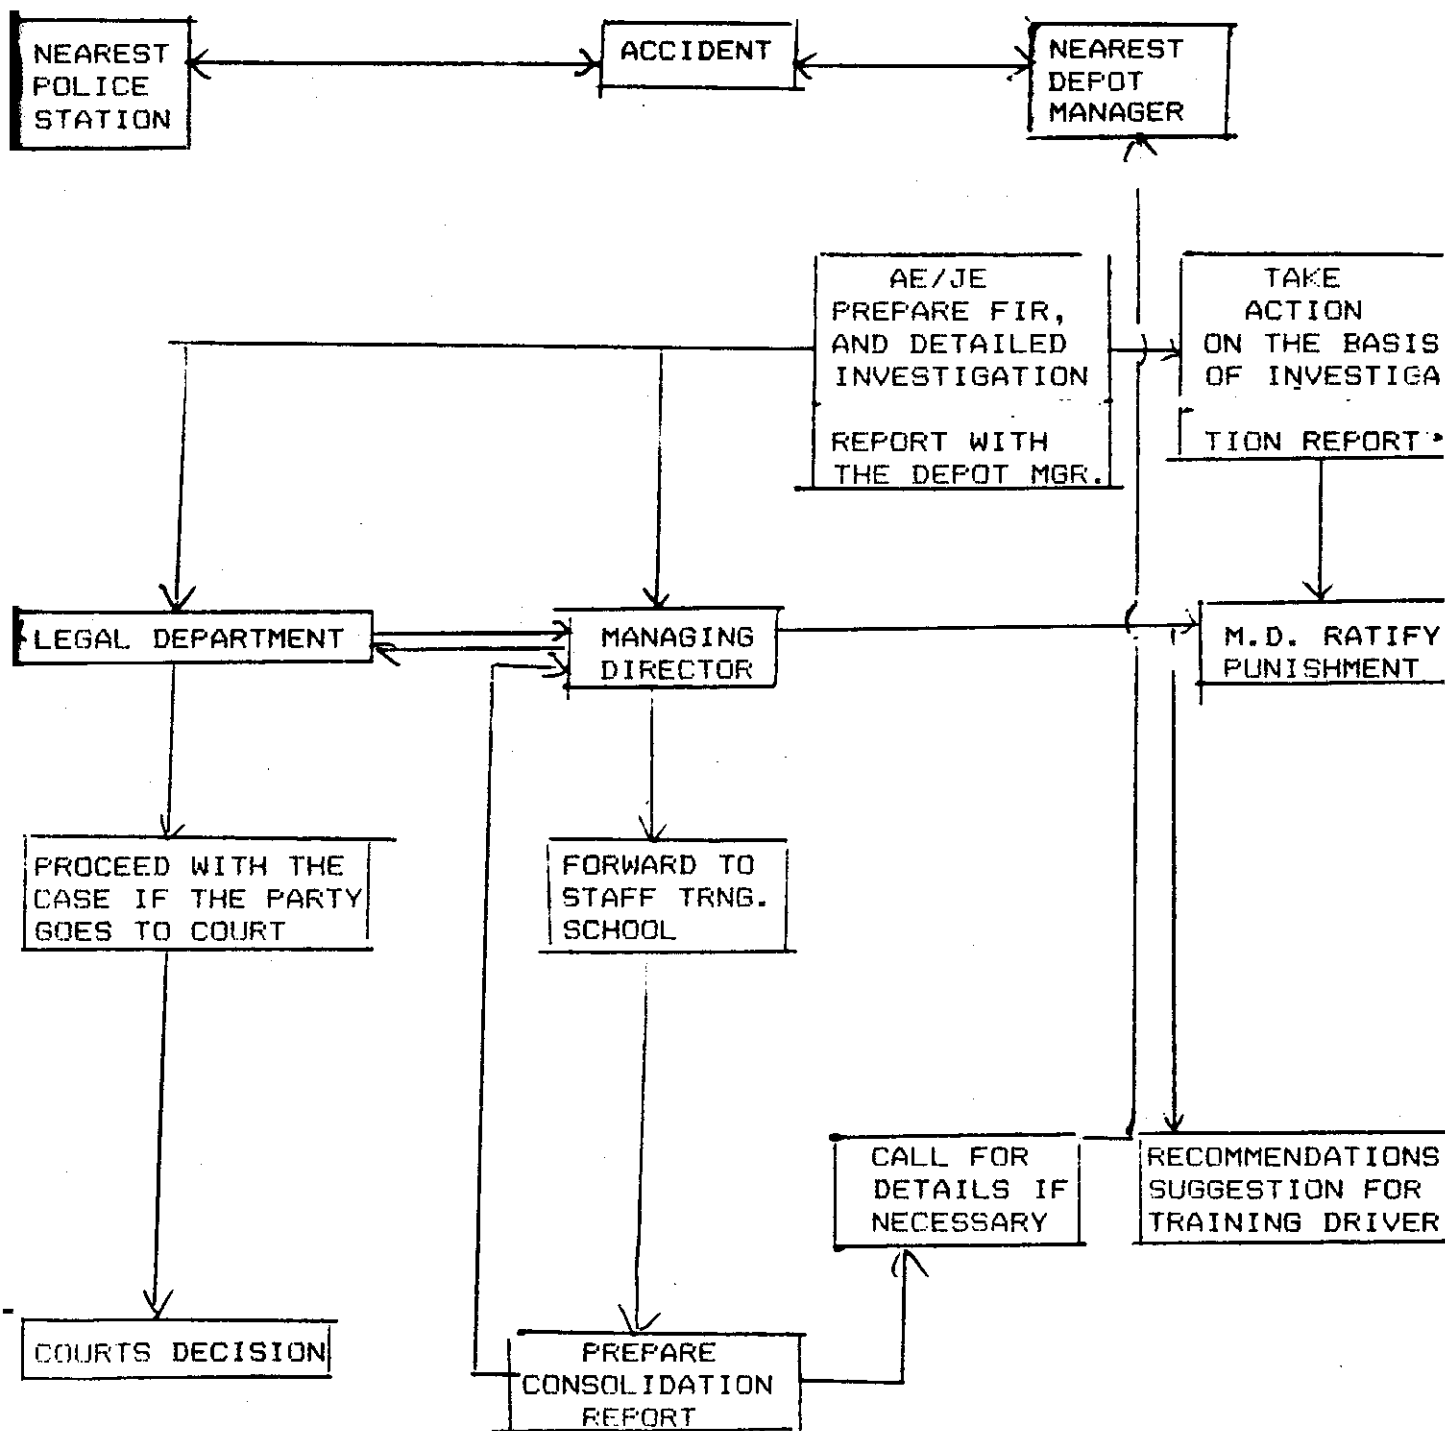 NEAREST
POLICE
STATION
ACCIDENT
NEAREST
DEPOT
MANAGER
AE/JE
PREPARE FIR,
AND DETAILED
INVESTIGATION
REPORT WITH
THE DEPOT MGR.
TAKE
ACTION
ON THE BASIS
OF INVESTIGA
TION REPORT
LEGAL DEPARTMENT
MANAGING
DIRECTOR
M.D. RATIFY
PUNISHMENT
PROCEED WITH THE
CASE IF THE PARTY
GOES TO COURT
FORWARD TO
STAFF TRNG.
SCHOOL
CALL FOR
DETAILS IF
NECESSARY
RECOMMENDATIONS
SUGGESTION FOR
TRAINING DRIVER
COURTS DECISION
PREPARE
CONSOLIDATION
REPORT